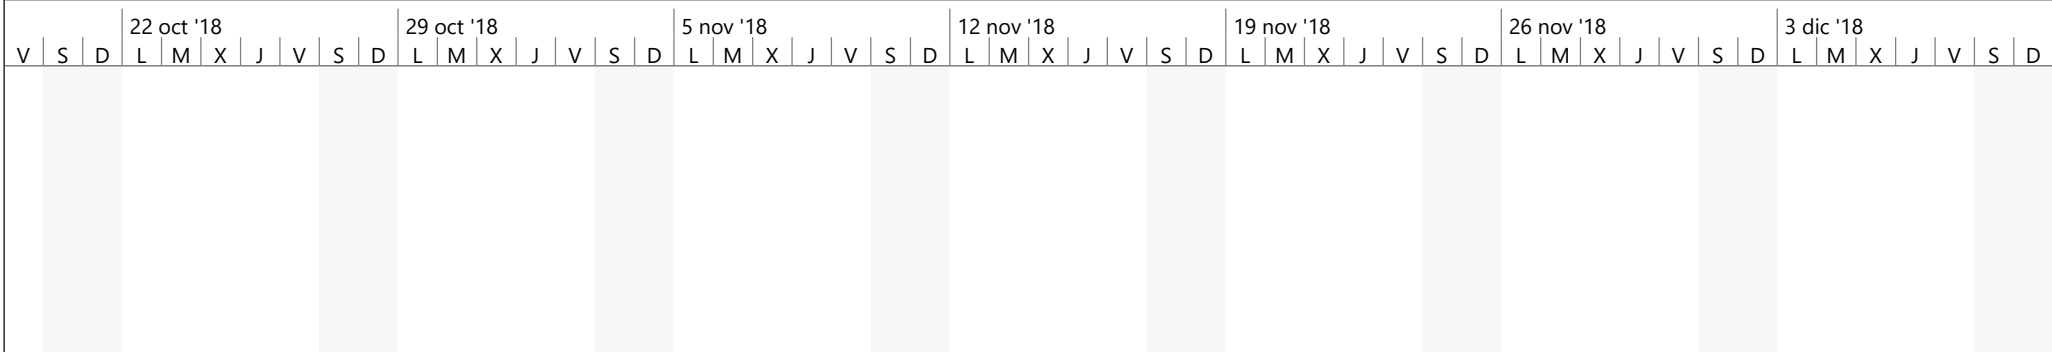 22 oct '18 29 oct '18 5 nov '18 12 nov '18 19 nov '18 26 nov '18 3 dic '18
V S D L M X J V S D L M X J V S D L M X J V S D L M X J V S D L M X J V S D L M X J V S D L M X J V S D